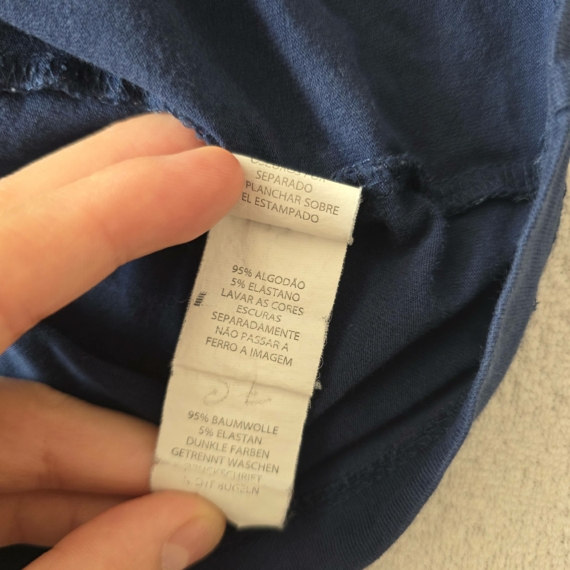 SEPARADO
PLANCHAR SOBRE
EL ESTAMPADO
95% ALGODÃO
5% ELASTANO
LAVAR AS CORES
ESCURAS
SEPARADAMENTE
NÃO PASSAR A
FERRO A IMAGEM
95% BAUMWOLLE
5% ELASTAN
DUNKLE FARBEN
GETRENNT WASCHEN